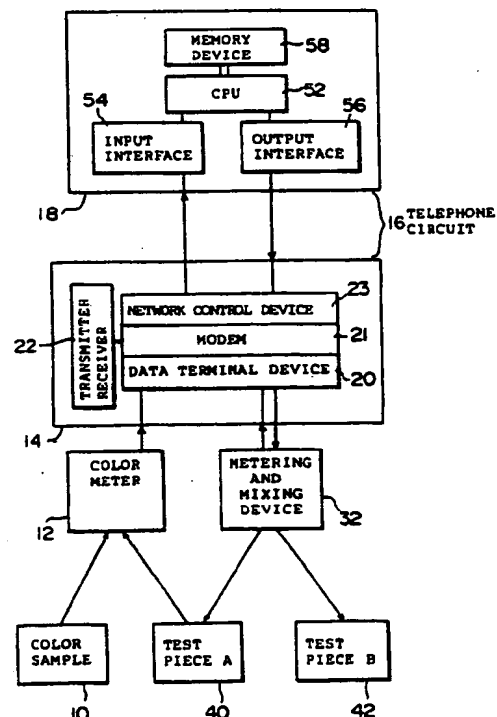 MEMORY
DEVICE
58
CPU
52
54
56
INPUT
INTERFACE
OUTPUT
INTERFACE
18
16 TELEPHONE
CIRCUIT
23
NETWORK CONTROL DEVICE
22
TRANSMITTER
RECEIVER
MODEM
21
DATA TERMINAL DEVICE
20
14
COLOR
METER
METERING
AND
MIXING
DEVICE
12
32
COLOR
SAMPLE
TEST
PIECE A
TEST
PIECE B
10
40
42